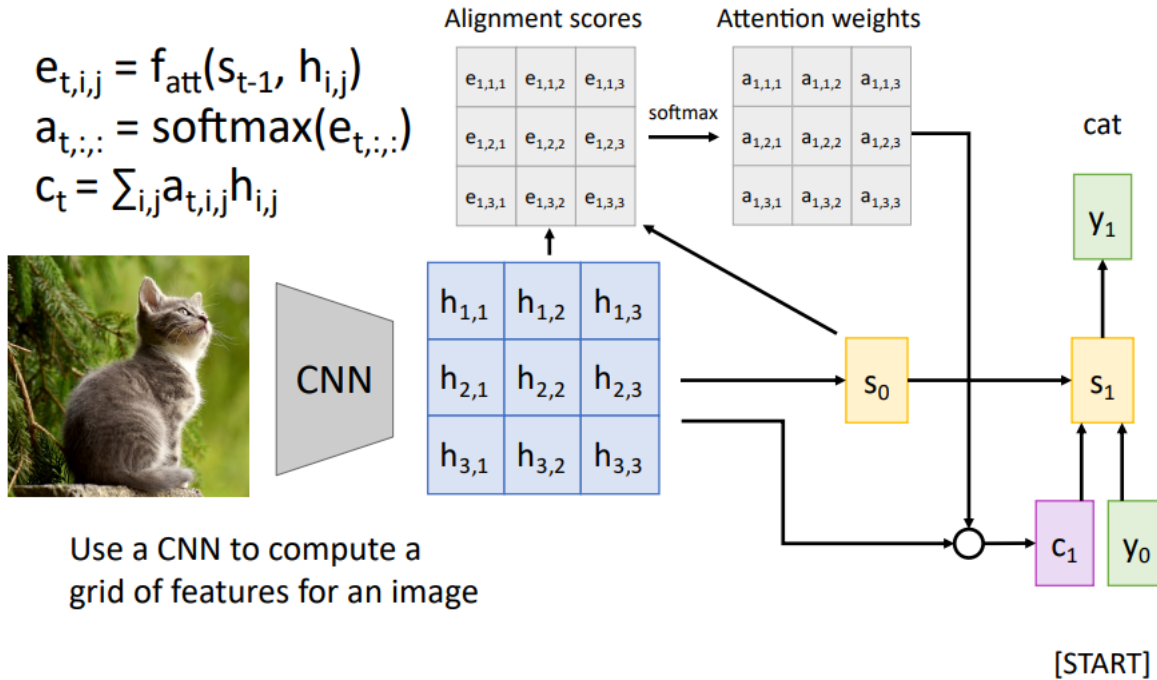 Alignment scores
Attention weights
e_{t,i,j} = f_{att}(s_{t-1}, h_{i,j})
a_{t,:,:} = softmax(e_{t,:,:})
c_t = ∑_{i,j}a_{t,i,j}h_{i,j}
e_{1,1,1} e_{1,1,2} e_{1,1,3}
e_{1,2,1} e_{1,2,2} e_{1,2,3}
e_{1,3,1} e_{1,3,2} e_{1,3,3}
softmax
a_{1,1,1} a_{1,1,2} a_{1,1,3}
a_{1,2,1} a_{1,2,2} a_{1,2,3}
a_{1,3,1} a_{1,3,2} a_{1,3,3}
cat
y_1
CNN
h_{1,1} h_{1,2} h_{1,3}
h_{2,1} h_{2,2} h_{2,3}
h_{3,1} h_{3,2} h_{3,3}
s_0
s_1
c_1
y_0
Use a CNN to compute a
grid of features for an image
[START]